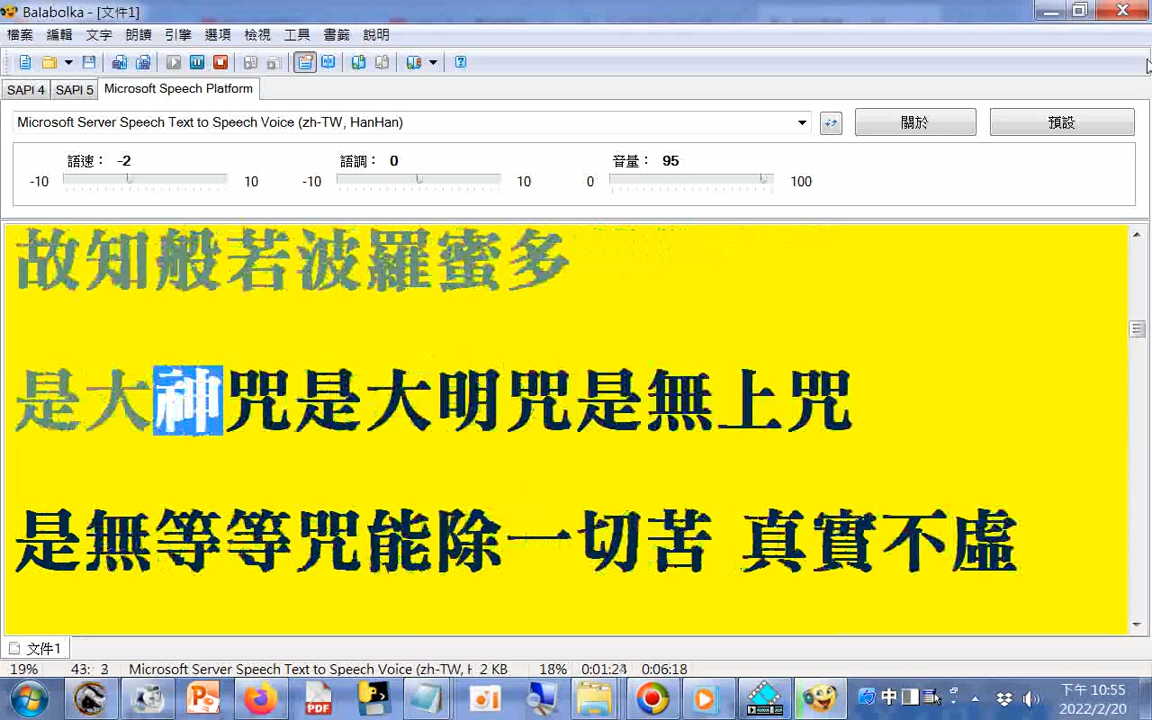 Balabolka - [文件1]
檔案 編輯 文字 朗讀 引擎 選項 檢視 工具 書籤 說明
SAPI 4 SAPI 5 Microsoft Speech Platform
Microsoft Server Speech Text to Speech Voice (zh-TW, HanHan) 關於 預設
語速： -2 語調： 0 音量： 95
-10 10 -10 10 0 100
故知般若波羅蜜多
是大神咒是大明咒是無上咒
是無等等咒能除一切苦 真實不虛
文件1
19% 43: 3 Microsoft Server Speech Text to Speech Voice (zh-TW, H 2 KB 18% 0:01:24 0:06:18
中 下午 10:55
2022/2/20